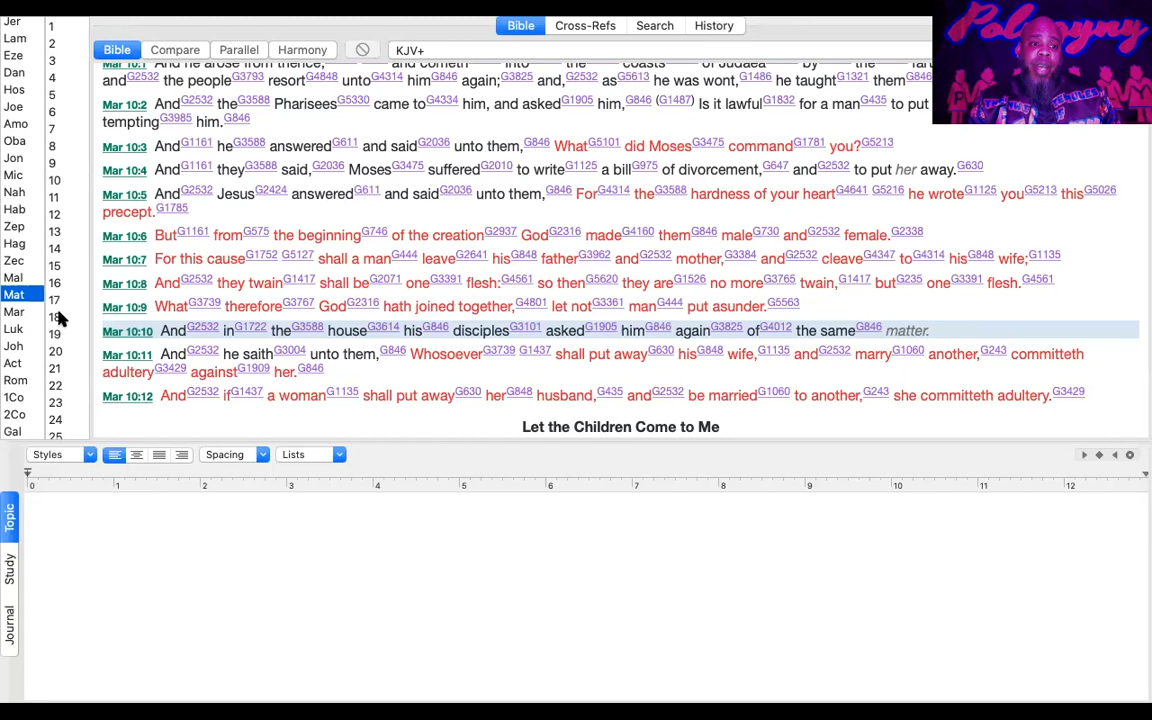 Jer
Lam
Eze
Dan
Hos
Joe
Amo
Oba
Jon
Mic
Nah
Hab
Zep
Hag
Zec
Mal
Mat
Mar
Luk
Joh
Act
Rom
1Co
2Co
Gal
1
2
3
4
5
6
7
8
9
10
11
12
13
14
15
16
17
18
19
20
21
22
23
24
25
Bible Cross-Refs Search History
Bible Compare Parallel Harmony KJV+
Mar 10:1 And he arose from thence, and cometh into the coasts of Judaea by the
and G2532 the people G3793 resort G4848 unto G4314 him G846 again; G3825 and, G2532 as G5613 he was wont, G1486 he taught G1321 them G846
Mar 10:2 And G2532 the G3588 Pharisees G5330 came to G4334 him, and asked G1905 him, G846 (G1487) Is it lawful G1832 for a man G435 to put
tempting G3985 him. G846
Mar 10:3 And G1161 he G3588 answered G611 and said G2036 unto them, G846 What G5101 did Moses G3475 command G1781 you? G5213
Mar 10:4 And G1161 they G3588 said, G2036 Moses G3475 suffered G2010 to write G1125 a bill G975 of divorcement, G647 and G2532 to put her away. G630
Mar 10:5 And G2532 Jesus G2424 answered G611 and said G2036 unto them, G846 For G4314 the G3588 hardness of your heart G4641 G5216 he wrote G1125 you G5213 this G5026
precept. G1785
Mar 10:6 But G1161 from G575 the beginning G746 of the creation G2937 God G2316 made G4160 them G846 male G730 and G2532 female. G2338
Mar 10:7 For this cause G1752 G5127 shall a man G444 leave G2641 his G848 father G3962 and G2532 mother, G3384 and G2532 cleave G4347 to G4314 his G848 wife; G1135
Mar 10:8 And G2532 they twain G1417 shall be G2071 one G3391 flesh: G4561 so then G5620 they are G1526 no more G3765 twain, G1417 but G235 one G3391 flesh. G4561
Mar 10:9 What G3739 therefore G3767 God G2316 hath joined together, G4801 let not G3361 man G444 put asunder. G5563
Mar 10:10 And G2532 in G1722 the G3588 house G3614 his G846 disciples G3101 asked G1905 him G846 again G3825 of G4012 the same G846 matter.
Mar 10:11 And G2532 he saith G3004 unto them, G846 Whosoever G3739 G1437 shall put away G630 his G848 wife, G1135 and G2532 marry G1060 another, G243 committeth
adultery G3429 against G1909 her. G846
Mar 10:12 And G2532 if G1437 a woman G1135 shall put away G630 her G848 husband, G435 and G2532 be married G1060 to another, G243 she committeth adultery. G3429
Let the Children Come to Me
Styles Spacing Lists
0 1 2 3 4 5 6 7 8 9 10 11 12
Topic
Study
Journal